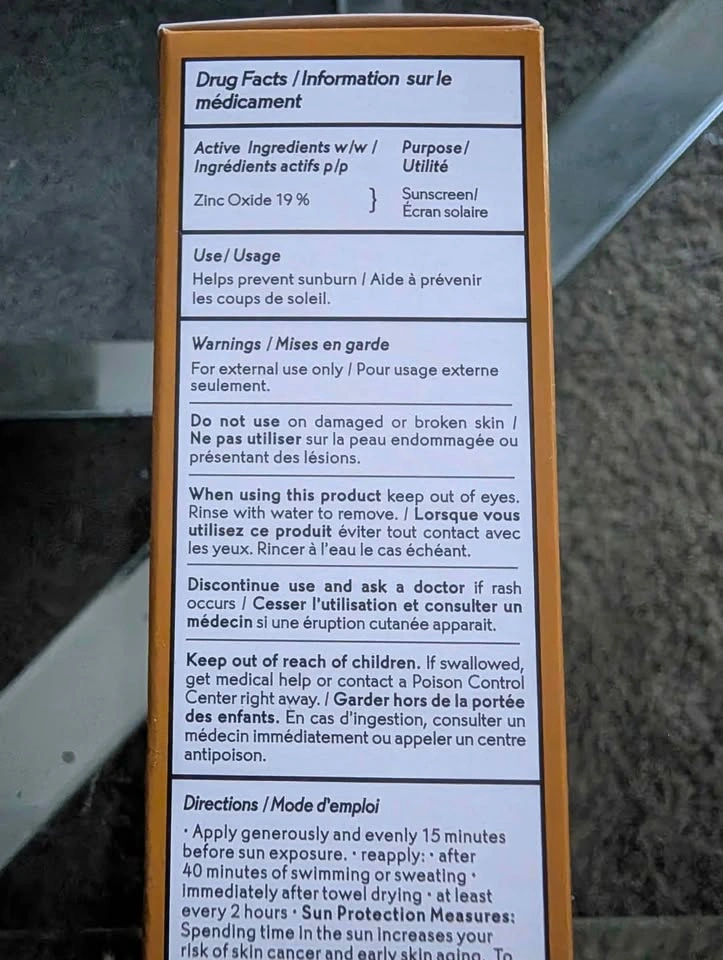 Drug Facts / Information sur le
médicament
Active Ingredients w/w /
Ingrédients actifs p/p
Purpose/
Utilité
Zinc Oxide 19 %
}
Sunscreen/
Écran solaire
Use/ Usage
Helps prevent sunburn / Aide à prévenir
les coups de soleil.
Warnings / Mises en garde
For external use only / Pour usage externe
seulement.
Do not use on damaged or broken skin /
Ne pas utiliser sur la peau endommagée ou
présentant des lésions.
When using this product keep out of eyes.
Rinse with water to remove. / Lorsque vous
utilisez ce produit éviter tout contact avec
les yeux. Rincer à l'eau le cas échéant.
Discontinue use and ask a doctor if rash
occurs / Cesser l'utilisation et consulter un
médecin si une éruption cutanée apparait.
Keep out of reach of children. If swallowed,
get medical help or contact a Poison Control
Center right away. / Garder hors de la portée
des enfants. En cas d'ingestion, consulter un
médecin immédiatement ou appeler un centre
antipoison.
Directions / Mode d'emploi
· Apply generously and evenly 15 minutes
before sun exposure. · reapply: · after
40 minutes of swimming or sweating ·
immediately after towel drying · at least
every 2 hours · Sun Protection Measures:
Spending time in the sun increases your
risk of skin cancer and early skin aging. To